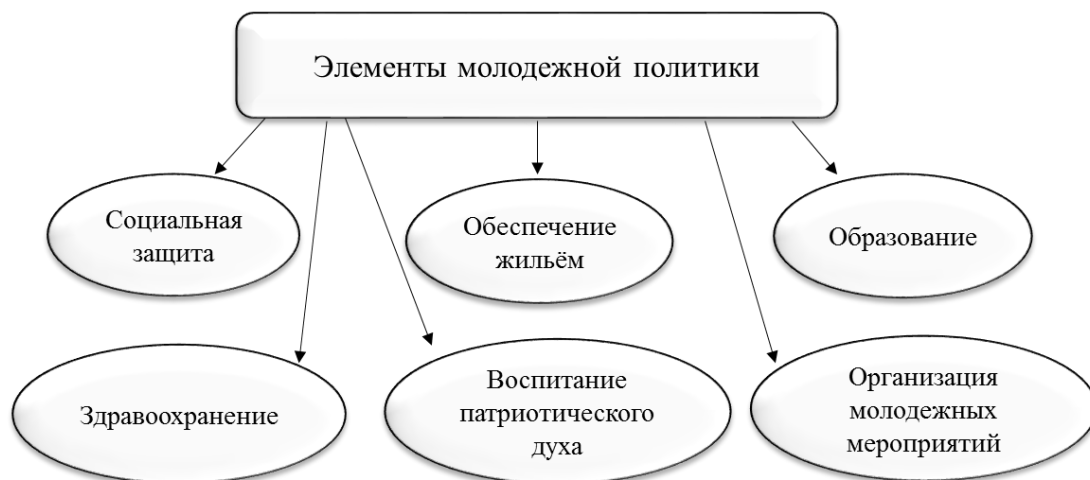 Элементы молодежной политики
Социальная
защита
Обеспечение
жильём
Образование
Здравоохранение
Воспитание
патриотического
духа
Организация
молодежных
мероприятий